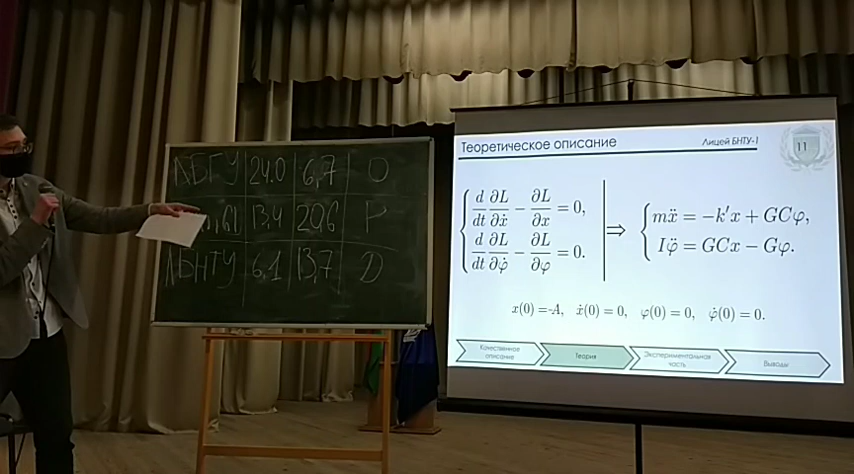 ЛБГУ 24.0 6,7 О
13,4 20,6 Р
ЛБНТУ 6,1 13,7 D
Теоретическое описание Лицей БНТУ-1 11
d/dt ∂L/∂ẋ − ∂L/∂x = 0,
d/dt ∂L/∂φ̇ − ∂L/∂φ = 0.
⇒
mẍ = −k′x + GCφ,
Iφ̈ = GCx − Gφ.
x(0) = -A, ẋ(0) = 0, φ(0) = 0, φ̇(0) = 0.
Качественное описание
Теория
Экспериментальная часть
Выводы